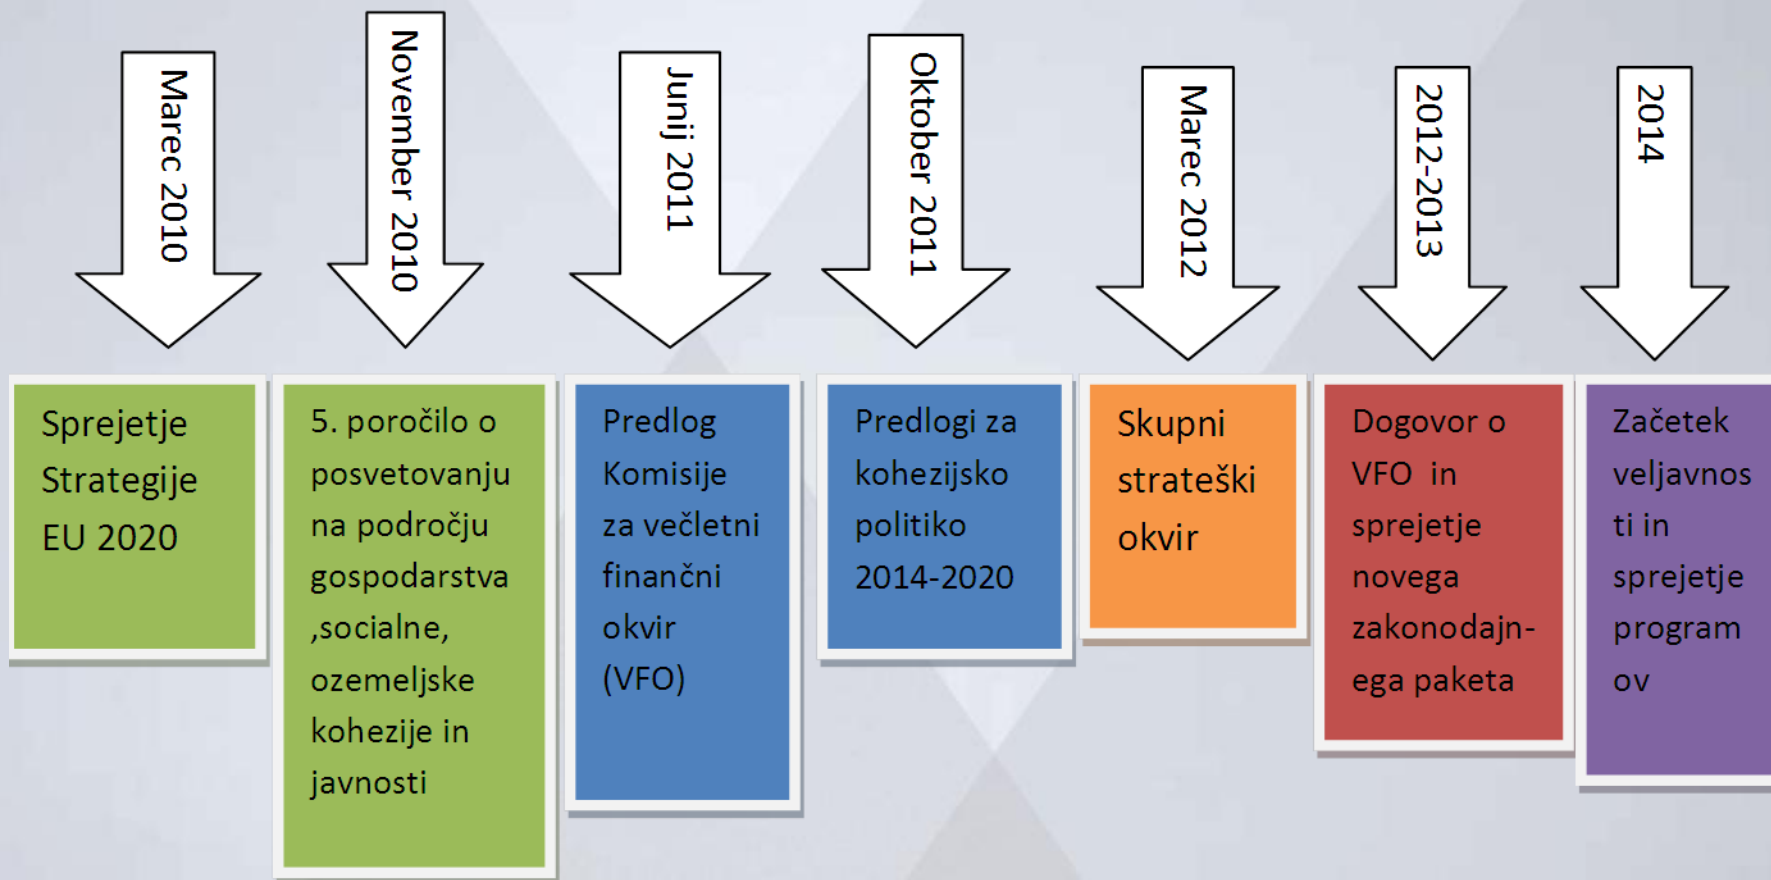 Marec 2010
November 2010
Junij 2011
Oktober 2011
Marec 2012
2012-2013
2014
Sprejetje
Strategije
EU 2020
5. poročilo o
posvetovanju
na področju
gospodarstva
,socialne,
ozemeljske
kohezije in
javnosti
Predlog
Komisije
za večletni
finančni
okvir
(VFO)
Predlogi za
kohezijsko
politiko
2014-2020
Skupni
strateški
okvir
Dogovor o
VFO in
sprejetje
novega
zakonodajn-
ega paketa
Začetek
veljavnos
ti in
sprejetje
program
ov